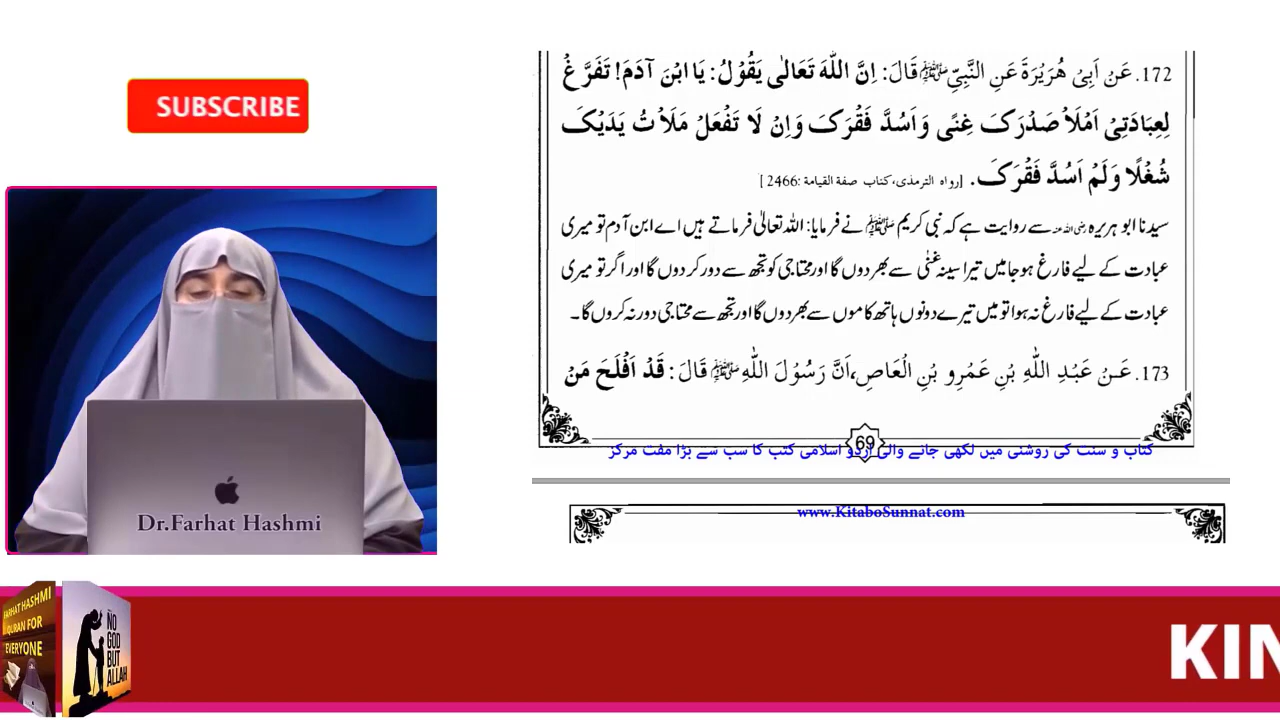 SUBSCRIBE
172. عَنْ اَبِیْ هُرَیْرَةَ عَنِ النَّبِیِّ ﷺ قَالَ: اِنَّ اللّٰهَ تَعَالٰی یَقُوْلُ: یَا ابْنَ آدَمَ! تَفَرَّغْ
لِعِبَادَتِیْ اَمْلَاْ صَدْرَکَ غِنًی وَ اَسُدَّ فَقْرَکَ وَاِنْ لَا تَفْعَلْ مَلَاْتُ یَدَیْکَ
شُغْلًا وَلَمْ اَسُدَّ فَقْرَکَ. [رواہ الترمذی، کتاب صفة القیامة :2466]
سیدنا ابو ہریرہ رضی اللہ عنہ سے روایت ہے کہ نبی کریم ﷺ نے فرمایا: اللہ تعالیٰ فرماتے ہیں اے ابن آدم تو میری
عبادت کے لیے فارغ ہو جا میں تیرا سینہ غنٰی سے بھر دوں گا اور محتاجی کو تجھ سے دور کر دوں گا اور اگر تو میری
عبادت کے لیے فارغ نہ ہوا تو میں تیرے دونوں ہاتھ کاموں سے بھر دوں گا اور تجھ سے محتاجی دور نہ کروں گا۔
173. عَنْ عَبْدِ اللّٰهِ بْنِ عَمْرِو بْنِ الْعَاصِ، اَنَّ رَسُوْلَ اللّٰهِ ﷺ قَالَ: قَدْ اَفْلَحَ مَنْ
69
کتاب و سنت کی روشنی میں لکھی جانے والی اردو اسلامی کتب کا سب سے بڑا مفت مرکز
www.KitaboSunnat.com
Dr.Farhat Hashmi
FARHAT HASHMI
QURAN FOR
EVERYONE
NO
GOD
BUT
ALLAH
KIN